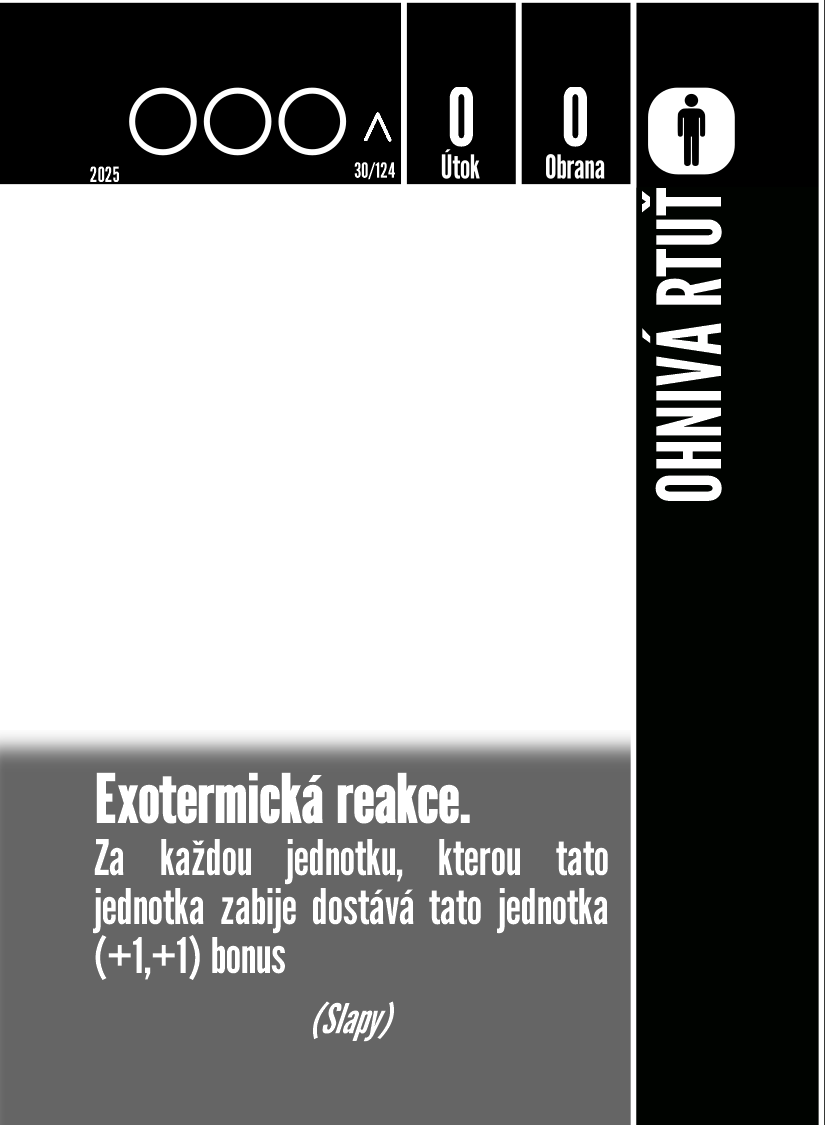 2025
30/124
0
Útok
0
Obrana
OHNIVÁ RTUŤ
Exotermická reakce.
Za každou jednotku, kterou tato
jednotka zabije dostává tato jednotka
(+1,+1) bonus
(Slapy)